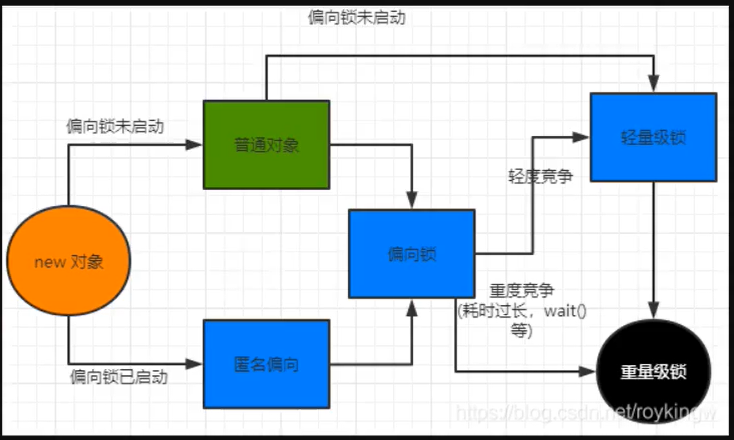 偏向锁未启动
偏向锁未启动
普通对象
轻量级锁
轻度竞争
new 对象
偏向锁
重度竞争
(耗时过长，wait()
等)
偏向锁已启动
匿名偏向
重量级锁
https://blog.csdn.net/roykingw